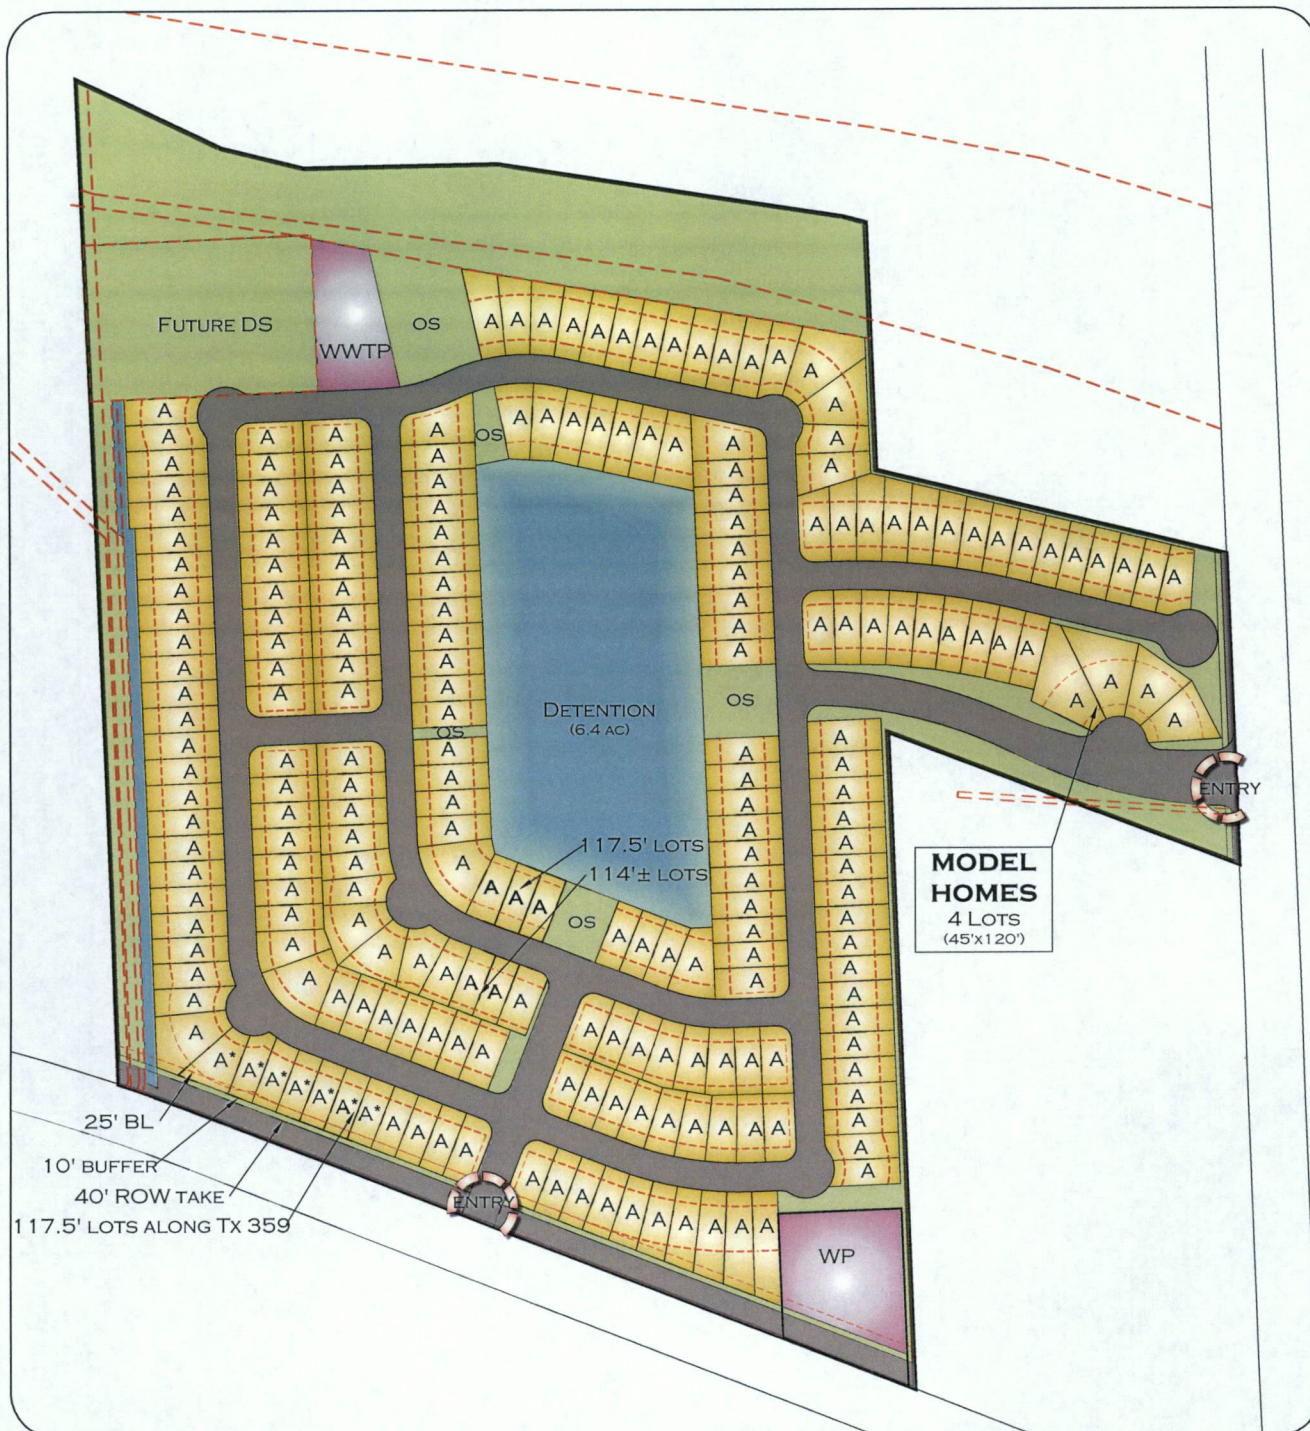 FUTURE DS
WWTP
OS
A A A A A A A A A A A A A A A A
OS
A A A A A A A
A A A A A A A A A A A A A A A A A A A A A A A A A
A A A A A A A A A A A
A A A A A A A A A A A
A A A A A A A A A A A A
A A A A A A A A A
A A A A A A A A A A A A A A A
A A A A A A A A A
A A A A
DETENTION
(6.4 AC)
OS
OS
ENTRY
A A A A A
A A A
117.5' LOTS
114'± LOTS
OS
A A A A
A A A A A A A A A A
A A A A A A A A A A A A A A A A A A
MODEL
HOMES
4 LOTS
(45'x120')
A A A A A A A A A
A A A A A A A
A A A A A A A A
A A A A A A
A A A A A A A A
A A A A A A A A A
A* A* A* A* A* A* A* A A A A
25' BL
10' BUFFER
40' ROW TAKE
117.5' LOTS ALONG TX 359
ENTRY
A A A A A A A A A A
WP